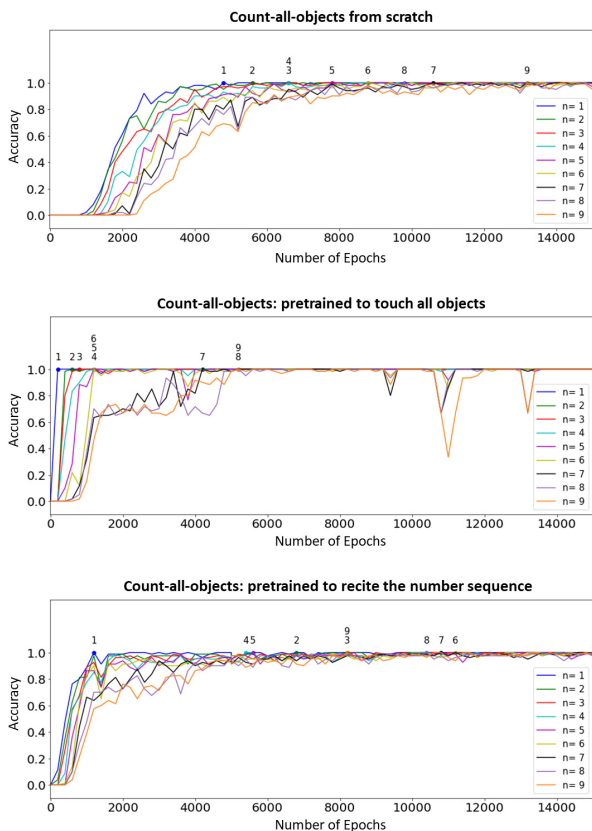 Count-all-objects from scratch
4
1 2 3 5 6 8 7 9
1.0
0.8
0.6
0.4
0.2
0.0
Accuracy
n= 1
n= 2
n= 3
n= 4
n= 5
n= 6
n= 7
n= 8
n= 9
0 2000 4000 6000 8000 10000 12000 14000
Number of Epochs
Count-all-objects: pretrained to touch all objects
6
5 9
1 2 3 4 7 8
1.0
0.8
0.6
0.4
0.2
0.0
Accuracy
n= 1
n= 2
n= 3
n= 4
n= 5
n= 6
n= 7
n= 8
n= 9
0 2000 4000 6000 8000 10000 12000 14000
Number of Epochs
Count-all-objects: pretrained to recite the number sequence
9
1 4 5 2 3 8 7 6
1.0
0.8
0.6
0.4
0.2
0.0
Accuracy
n= 1
n= 2
n= 3
n= 4
n= 5
n= 6
n= 7
n= 8
n= 9
0 2000 4000 6000 8000 10000 12000 14000
Number of Epochs